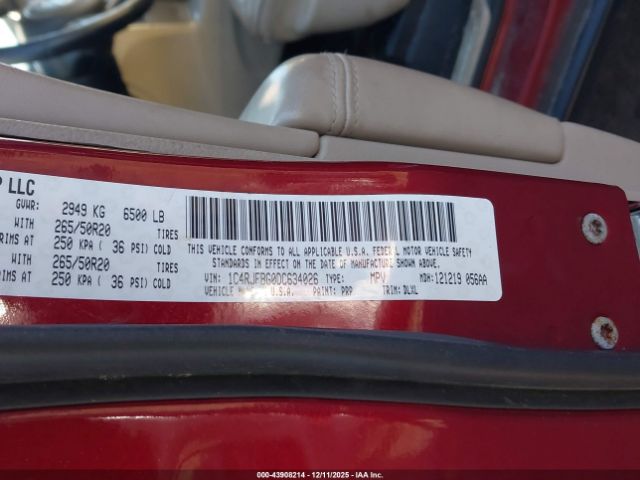 P LLC
GVWR: 2949 KG 6500 LB
WITH 265/50R20 TIRES
RIMS AT 250 KPA ( 36 PSI) COLD
WITH 265/50R20 TIRES
RIMS AT 250 KPA ( 36 PSI) COLD
THIS VEHICLE CONFORMS TO ALL APPLICABLE U.S.A. FEDERAL MOTOR VEHICLE SAFETY
STANDARDS IN EFFECT ON THE DATE OF MANUFACTURE SHOWN ABOVE.
VIN: 1C4RJFBG0DC634026 TYPE: MPV MDH: 121219 056AA
VEHICLE MADE IN U.S.A. PAINT: PRP TRIM: DLXL
000-43908214 - 12/11/2025 - IAA Inc.